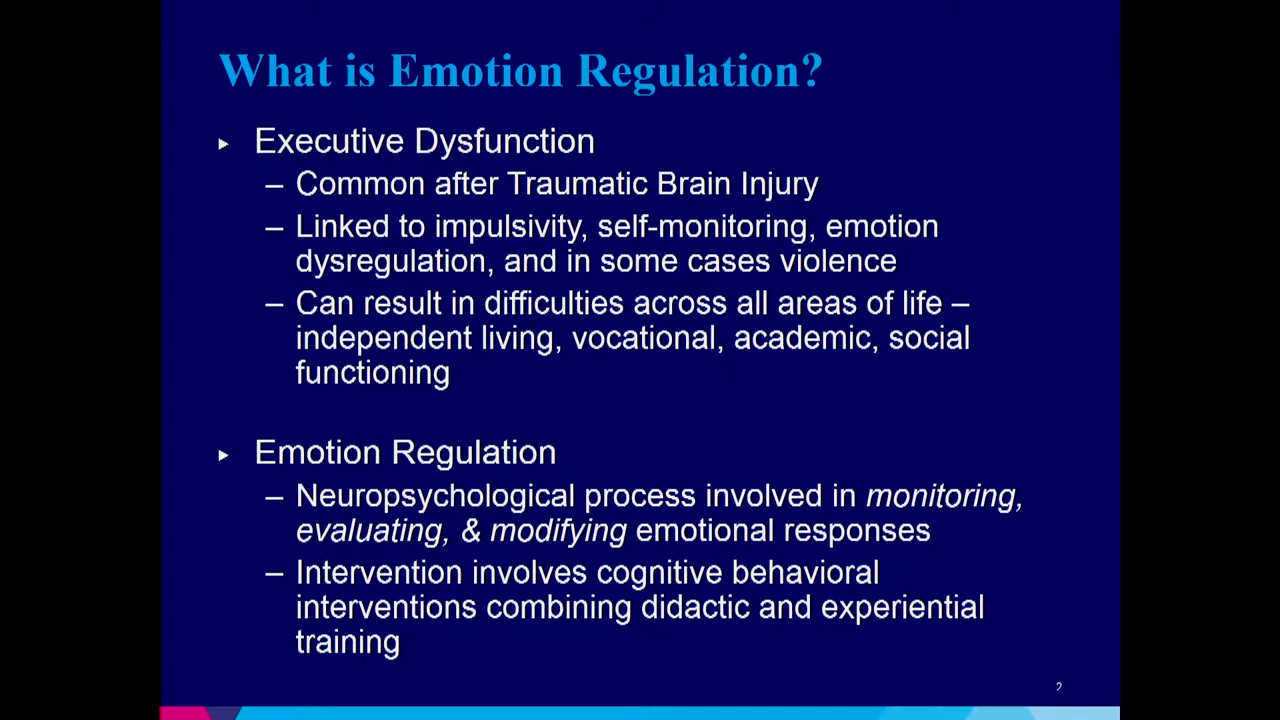 What is Emotion Regulation?
▸ Executive Dysfunction
– Common after Traumatic Brain Injury
– Linked to impulsivity, self-monitoring, emotion
dysregulation, and in some cases violence
– Can result in difficulties across all areas of life –
independent living, vocational, academic, social
functioning
▸ Emotion Regulation
– Neuropsychological process involved in monitoring,
evaluating, & modifying emotional responses
– Intervention involves cognitive behavioral
interventions combining didactic and experiential
training
2